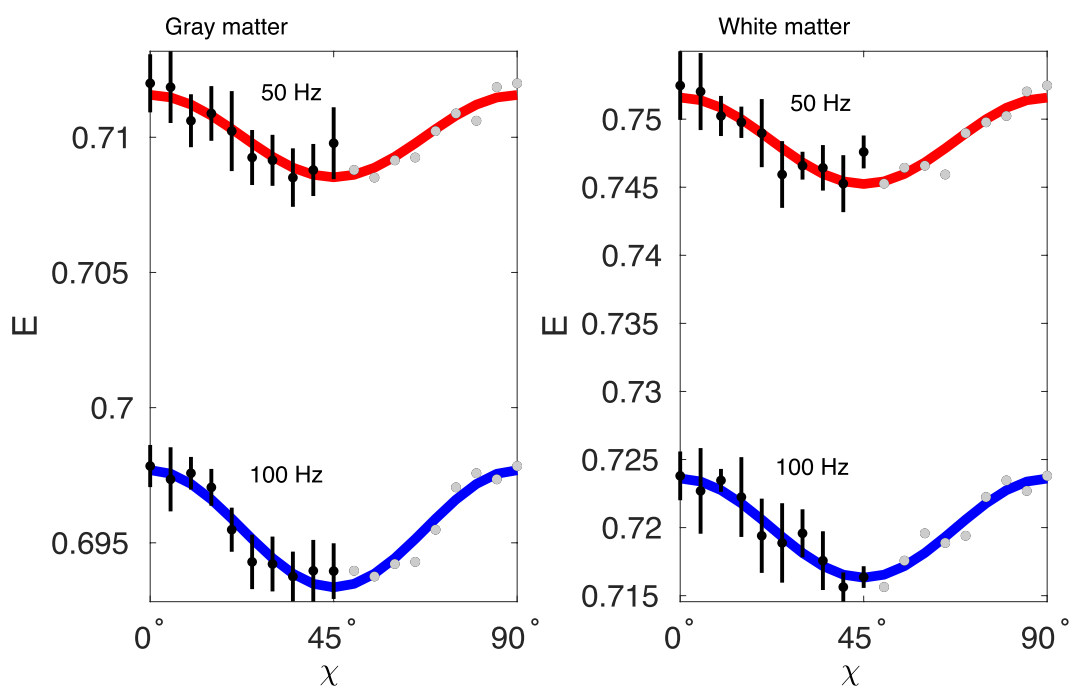 Gray matter
50 Hz
0.71
0.705
E
0.7
100 Hz
0.695
0° 45° 90°
χ
White matter
50 Hz
0.75
0.745
0.74
E
0.735
0.73
0.725
100 Hz
0.72
0.715
0° 45° 90°
χ